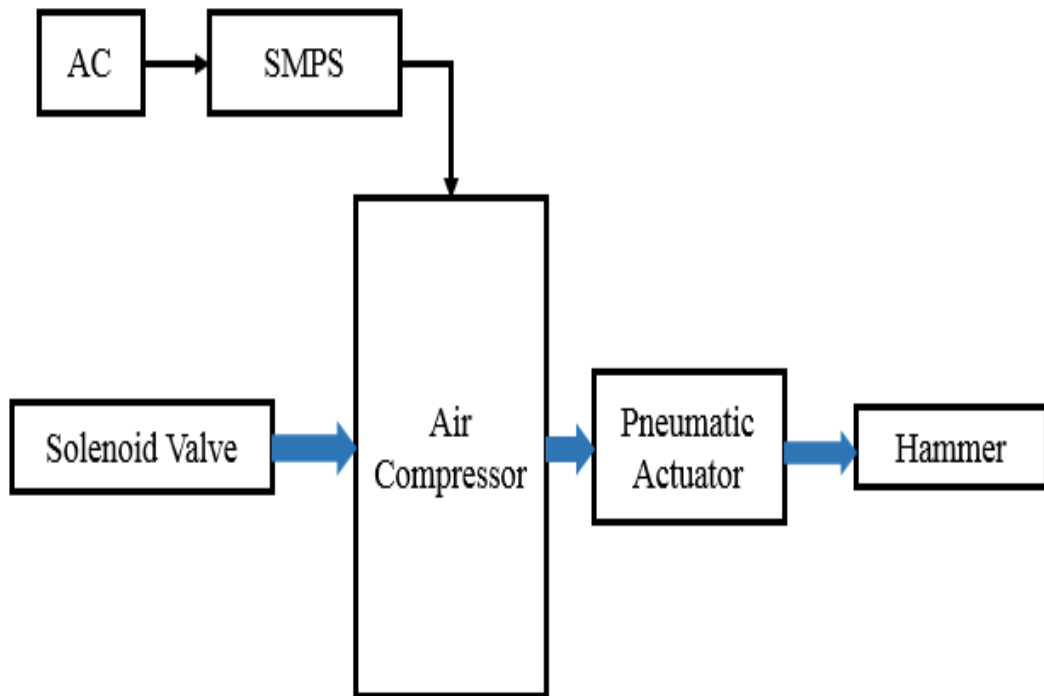 AC
SMPS
Solenoid Valve
Air
Compressor
Pneumatic
Actuator
Hammer